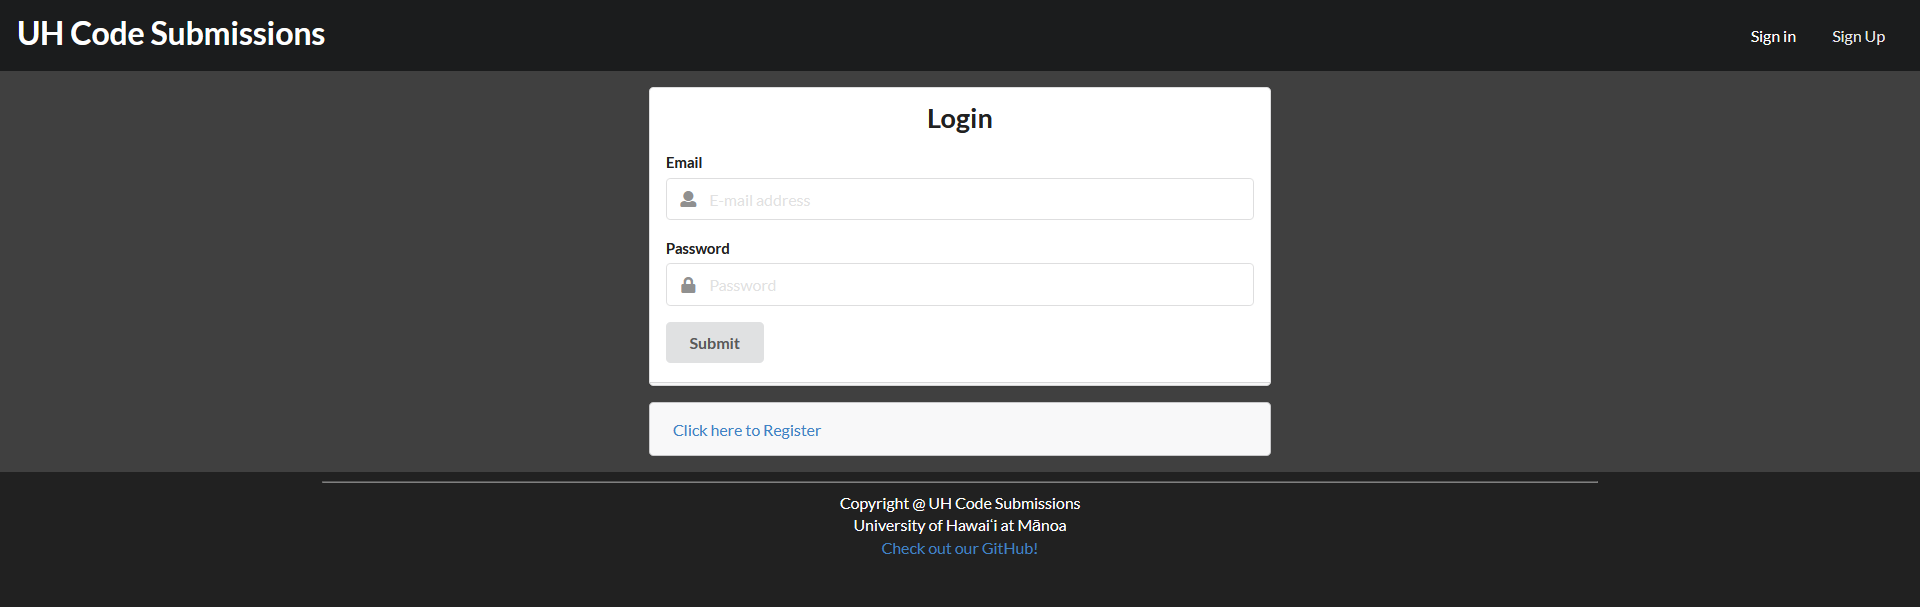 UH Code Submissions
Sign in
Sign Up
Login
Email
E-mail address
Password
Password
Submit
Click here to Register
Copyright @ UH Code Submissions
University of Hawaiʻi at Mānoa
Check out our GitHub!